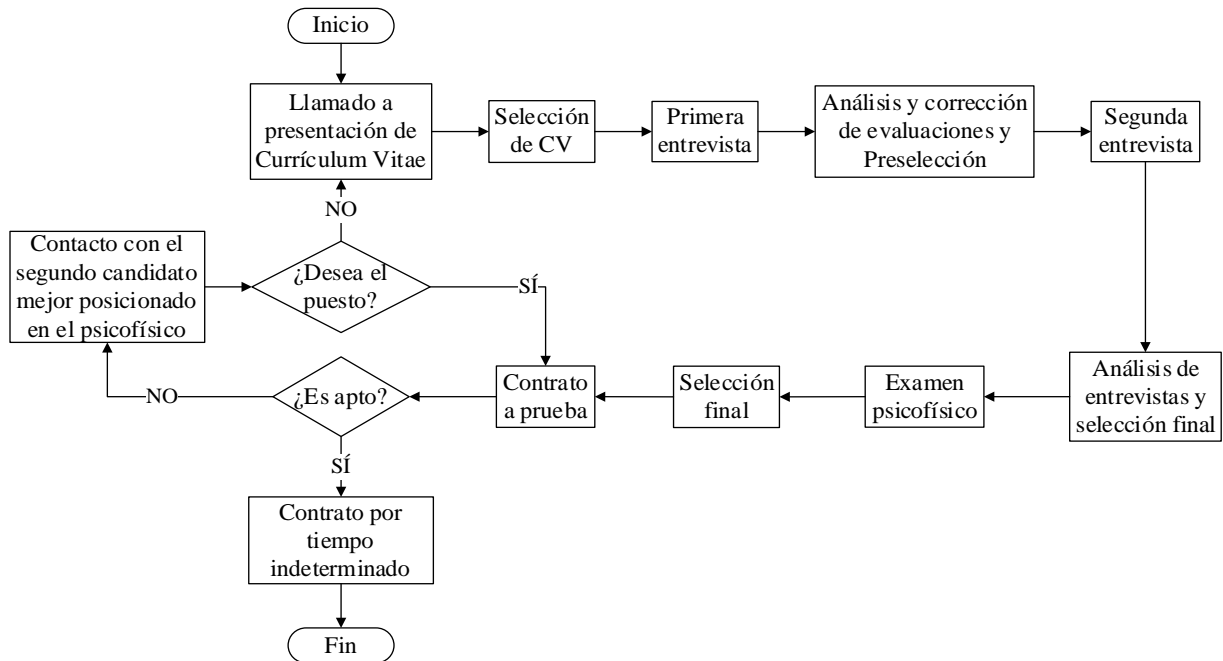 Inicio
Llamado a
presentación de
Currículum Vitae
Selección
de CV
Primera
entrevista
Análisis y corrección
de evaluaciones y
Preselección
Segunda
entrevista
NO
Contacto con el
segundo candidato
mejor posicionado
en el psicofísico
¿Desea el
puesto?
SÍ
Análisis de
entrevistas y
selección final
Examen
psicofísico
Selección
final
Contrato
a prueba
¿Es apto?
NO
SÍ
Contrato por
tiempo
indeterminado
Fin